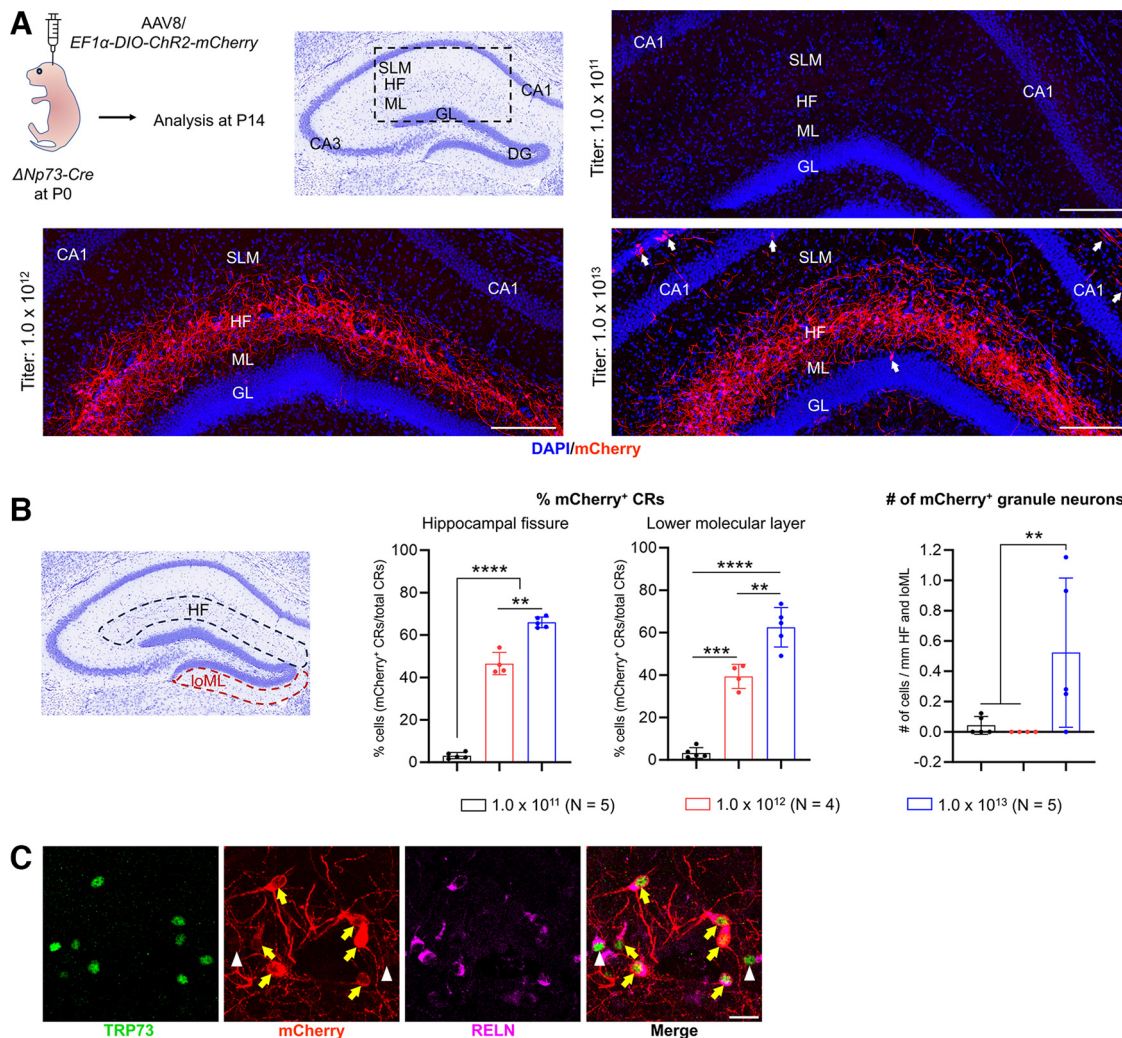 A
AAV8/
EF1α-DIO-ChR2-mCherry
Analysis at P14
ΔNp73-Cre
at P0
SLM
HF
ML
GL
CA1
CA3
DG
Titer: 1.0 x 10¹¹
CA1
SLM
HF
ML
GL
CA1
Titer: 1.0 x 10¹²
CA1
SLM
CA1
HF
ML
GL
Titer: 1.0 x 10¹³
SLM
CA1
CA1
HF
ML
GL
DAPI/mCherry
B
HF
loML
% mCherry⁺ CRs
Hippocampal fissure
% cells (mCherry⁺ CRs/total CRs)
100
80
60
40
20
0
****
**
Lower molecular layer
% cells (mCherry⁺ CRs/total CRs)
100
80
60
40
20
0
****
**
***
# of mCherry⁺ granule neurons
# of cells / mm HF and loML
1.2
1.0
0.8
0.6
0.4
0.2
0.0
-0.2
**
1.0 x 10¹¹ (N = 5)
1.0 x 10¹² (N = 4)
1.0 x 10¹³ (N = 5)
C
TRP73
mCherry
RELN
Merge